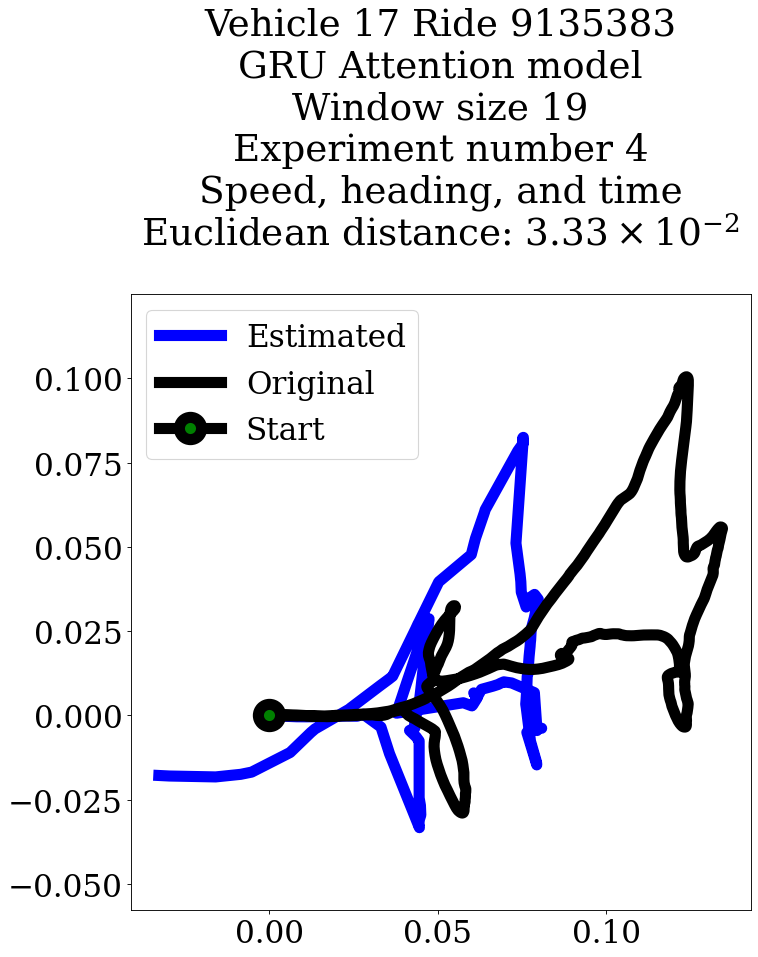 Vehicle 17 Ride 9135383
GRU Attention model
Window size 19
Experiment number 4
Speed, heading, and time
Euclidean distance: 3.33 × 10⁻²
Estimated
Original
Start
0.100
0.075
0.050
0.025
0.000
−0.025
−0.050
0.00 0.05 0.10